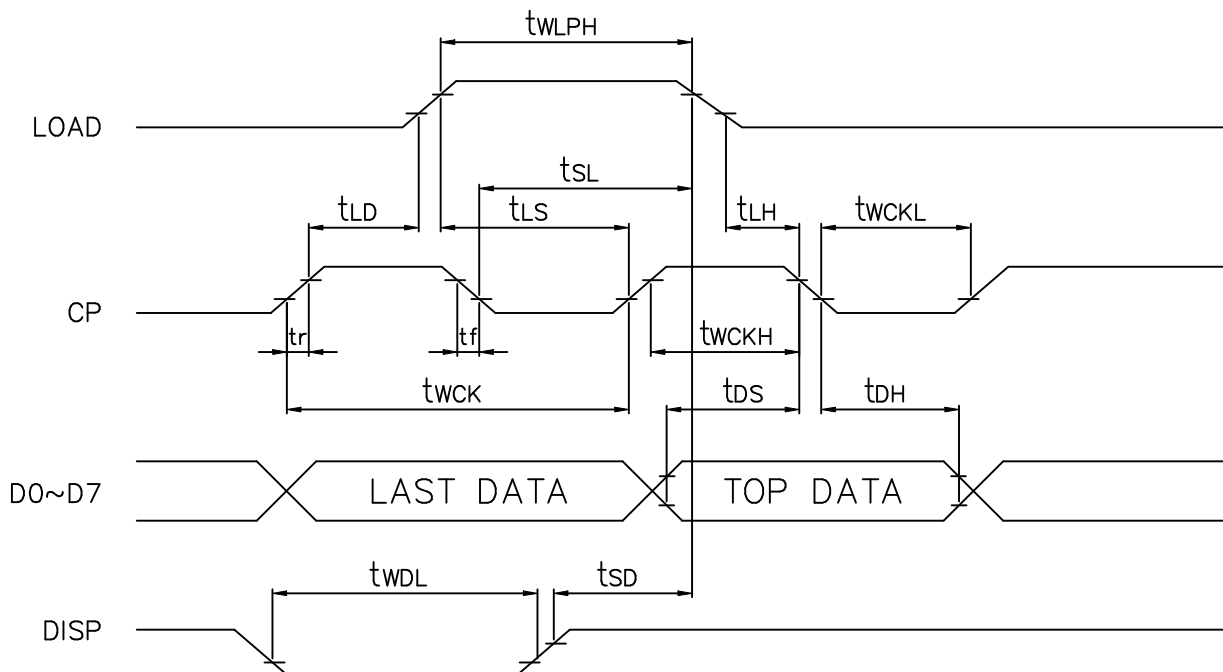 tWLPH
LOAD
tSL
tLD
tLS
tLH
tWCKL
CP
tr
tf
tWCKH
tWCK
tDS
tDH
D0~D7
LAST DATA
TOP DATA
tWDL
tSD
DISP